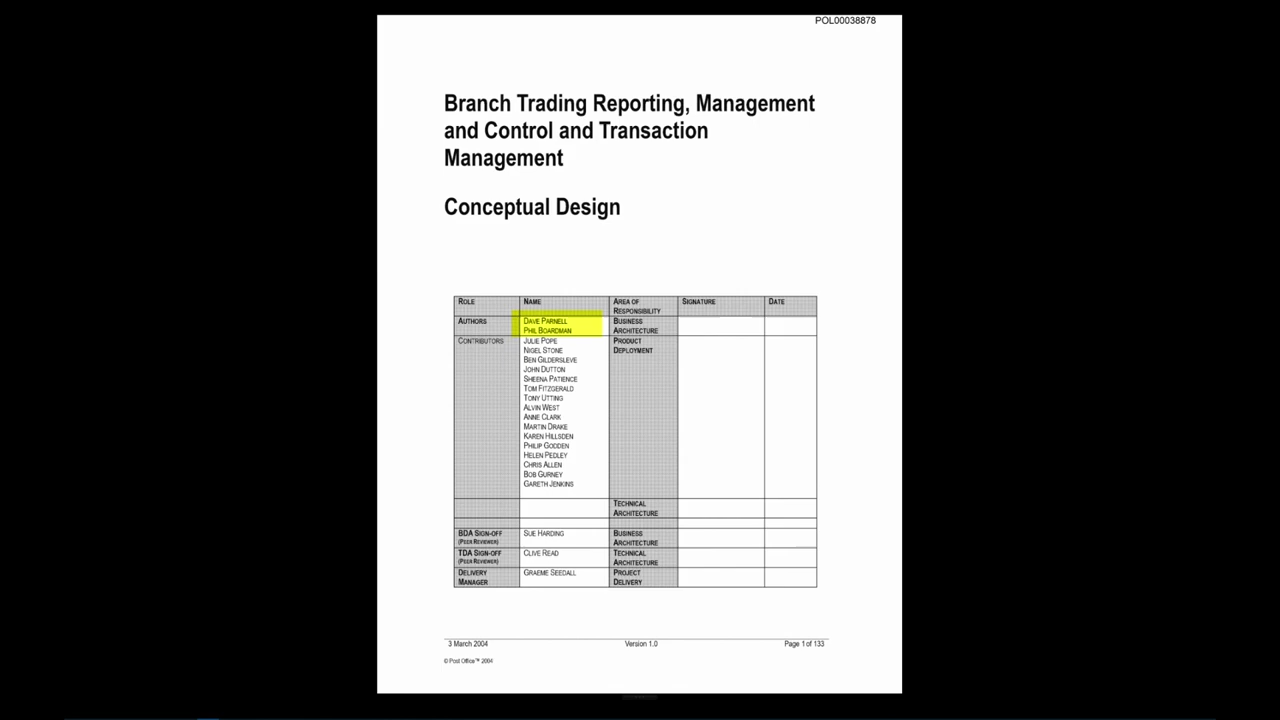 POL00038878
Branch Trading Reporting, Management
and Control and Transaction
Management
Conceptual Design
ROLE NAME AREA OF RESPONSIBILITY SIGNATURE DATE
AUTHORS DAVE PARNELL BUSINESS
PHIL BOARDMAN ARCHITECTURE
CONTRIBUTORS JULIE POPE PRODUCT
NIGEL STONE DEPLOYMENT
BEN GILDERSLEVE
JOHN DUTTON
SHEENA PATIENCE
TOM FITZGERALD
TONY UTTING
ALVIN WEST
ANNE CLARK
MARTIN DRAKE
KAREN HILLSDEN
PHILIP GODDEN
HELEN PEDLEY
CHRIS ALLEN
BOB GURNEY
GARETH JENKINS
TECHNICAL
ARCHITECTURE
BDA SIGN-OFF SUE HARDING BUSINESS
(PEER REVIEWER) ARCHITECTURE
TDA SIGN-OFF CLIVE READ TECHNICAL
(PEER REVIEWER) ARCHITECTURE
DELIVERY GRAEME SEEDALL PROJECT
MANAGER DELIVERY
3 March 2004 Version 1.0 Page 1 of 133
© Post Office™ 2004